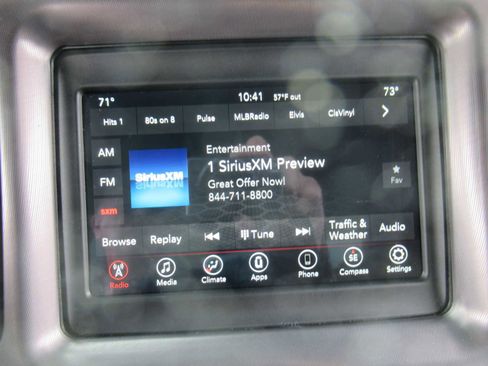 71° 10:41 57°F out 73°
Hits 1 80s on 8 Pulse MLBRadio Elvis ClsVinyl
AM
FM
sxm
SiriusXM
Entertainment
1 SiriusXM Preview
Great Offer Now!
844-711-8800
Fav
Browse Replay Tune Traffic & Weather Audio
Radio Media Climate Apps Phone SE Compass Settings